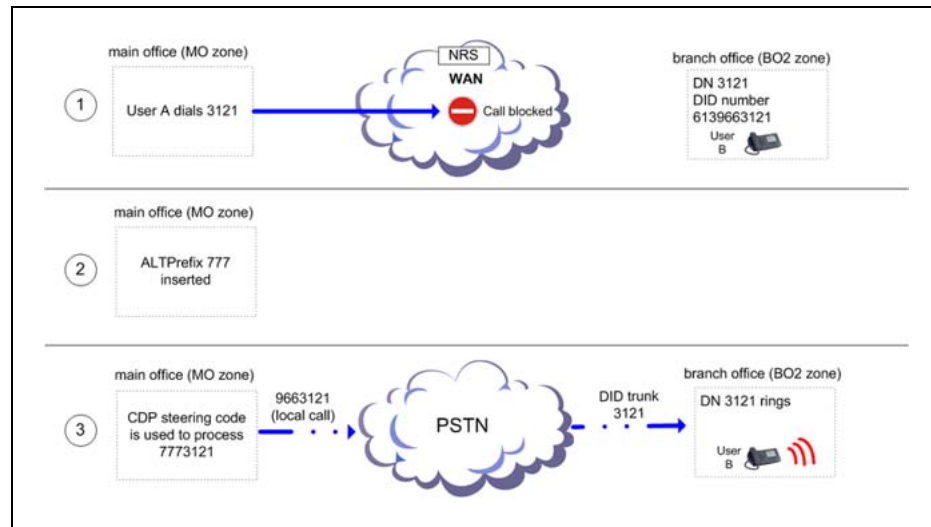 main office (MO zone)
1
User A dials 3121
NRS
WAN
Call blocked
branch office (BO2 zone)
DN 3121
DID number
6139663121
User
B
main office (MO zone)
2
ALTPrefix 777
inserted
main office (MO zone)
3
CDP steering code
is used to process
7773121
9663121
(local call)
PSTN
DID trunk
3121
branch office (BO2 zone)
DN 3121 rings
User
B